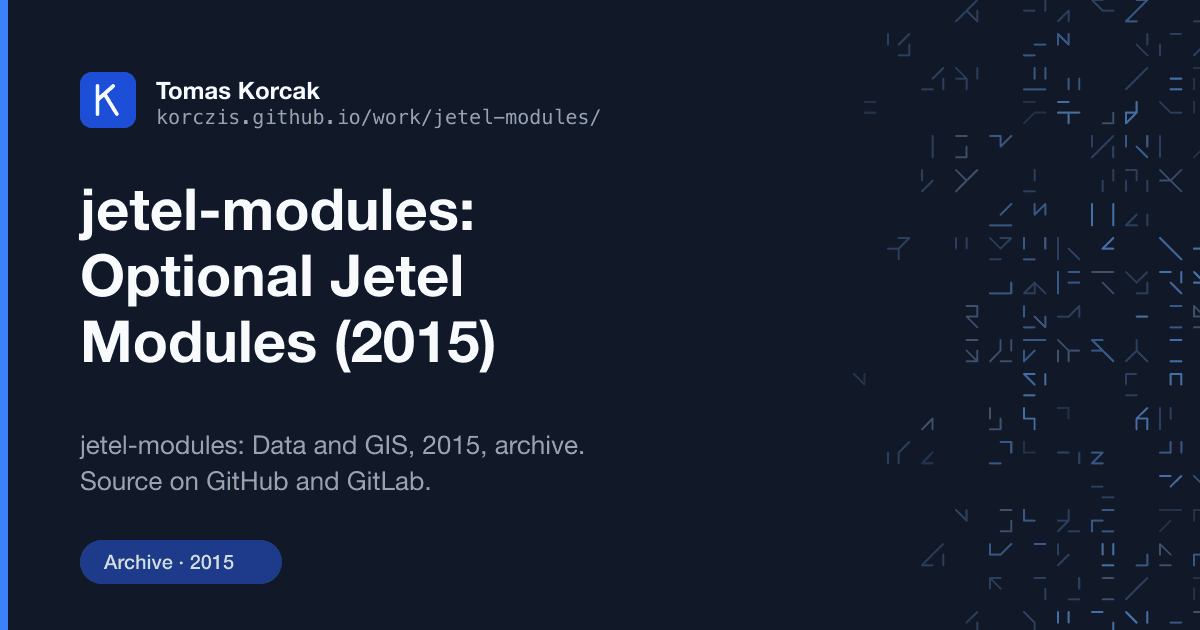 K
Tomas Korcak
korczis.github.io/work/jetel-modules/
jetel-modules:
Optional Jetel
Modules (2015)
jetel-modules: Data and GIS, 2015, archive.
Source on GitHub and GitLab.
Archive · 2015